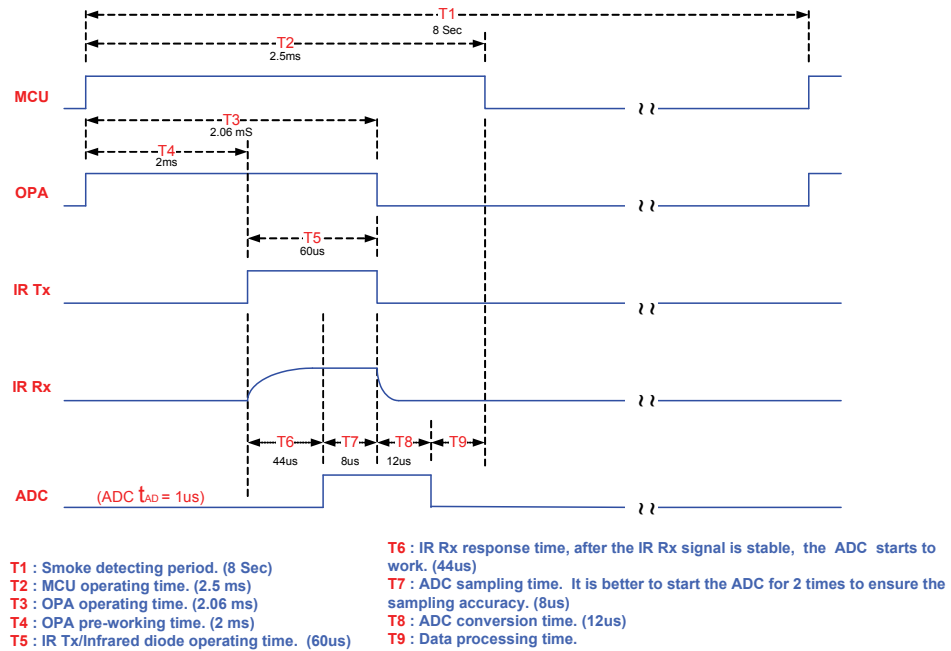 T1
8 Sec
T2
2.5ms
MCU
T3
2.06 mS
T4
2ms
OPA
T5
60us
IR Tx
IR Rx
T6 T7 T8 T9
44us 8us 12us
ADC (ADC tAD = 1us)
T1 : Smoke detecting period. (8 Sec)
T2 : MCU operating time. (2.5 ms)
T3 : OPA operating time. (2.06 ms)
T4 : OPA pre-working time. (2 ms)
T5 : IR Tx/Infrared diode operating time. (60us)
T6 : IR Rx response time, after the IR Rx signal is stable, the ADC starts to
work. (44us)
T7 : ADC sampling time. It is better to start the ADC for 2 times to ensure the
sampling accuracy. (8us)
T8 : ADC conversion time. (12us)
T9 : Data processing time.